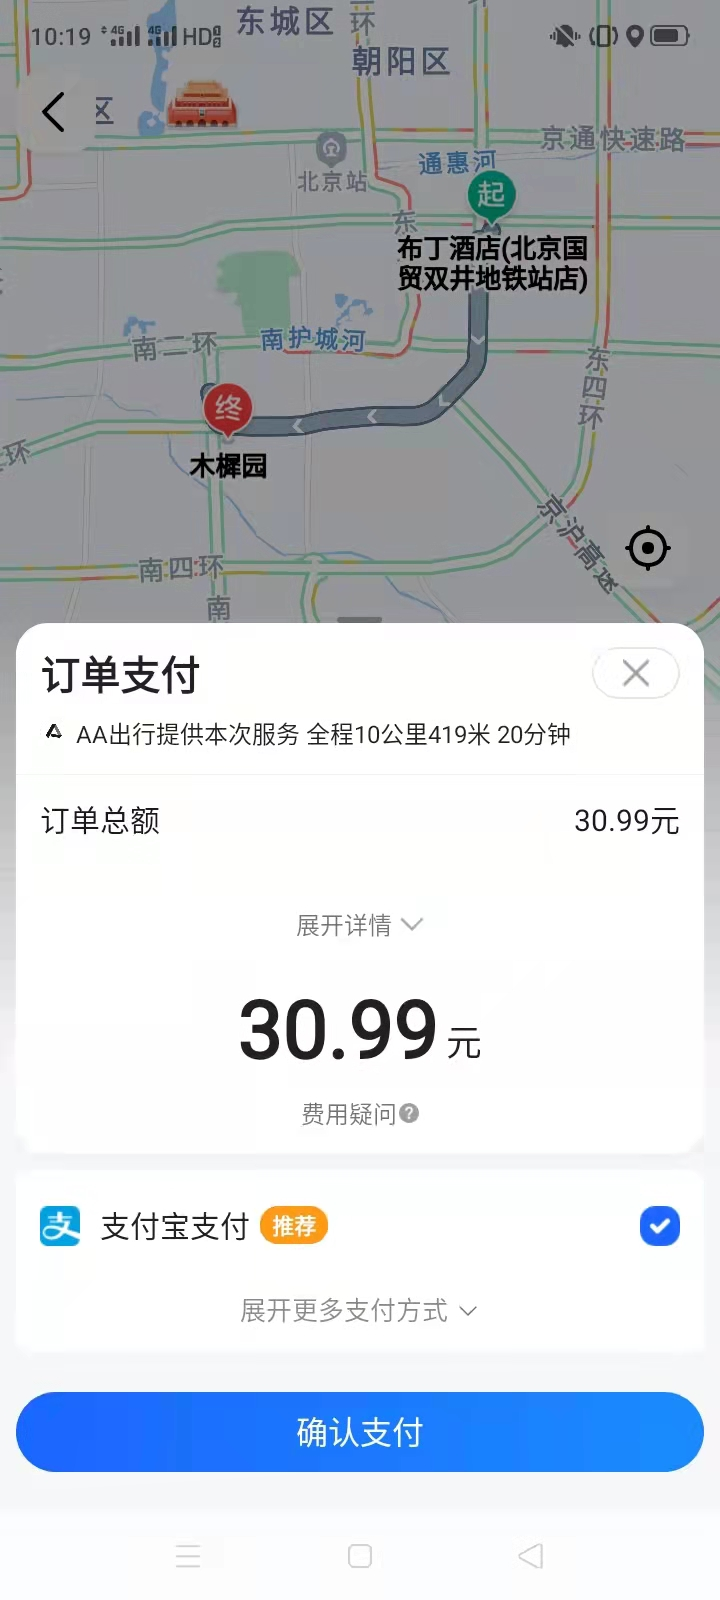 10:19 4G 4G HD
东城区
环
朝阳区
区
京通快速路
通惠河
北京站
起
东
布丁酒店(北京国
贸双井地铁站店)
南二环
南护城河
东四环
终
环
木樨园
京沪高速
南四环
南
订单支付
AA出行提供本次服务 全程10公里419米 20分钟
订单总额 30.99元
展开详情
30.99元
费用疑问?
支 支付宝支付 推荐
展开更多支付方式
确认支付